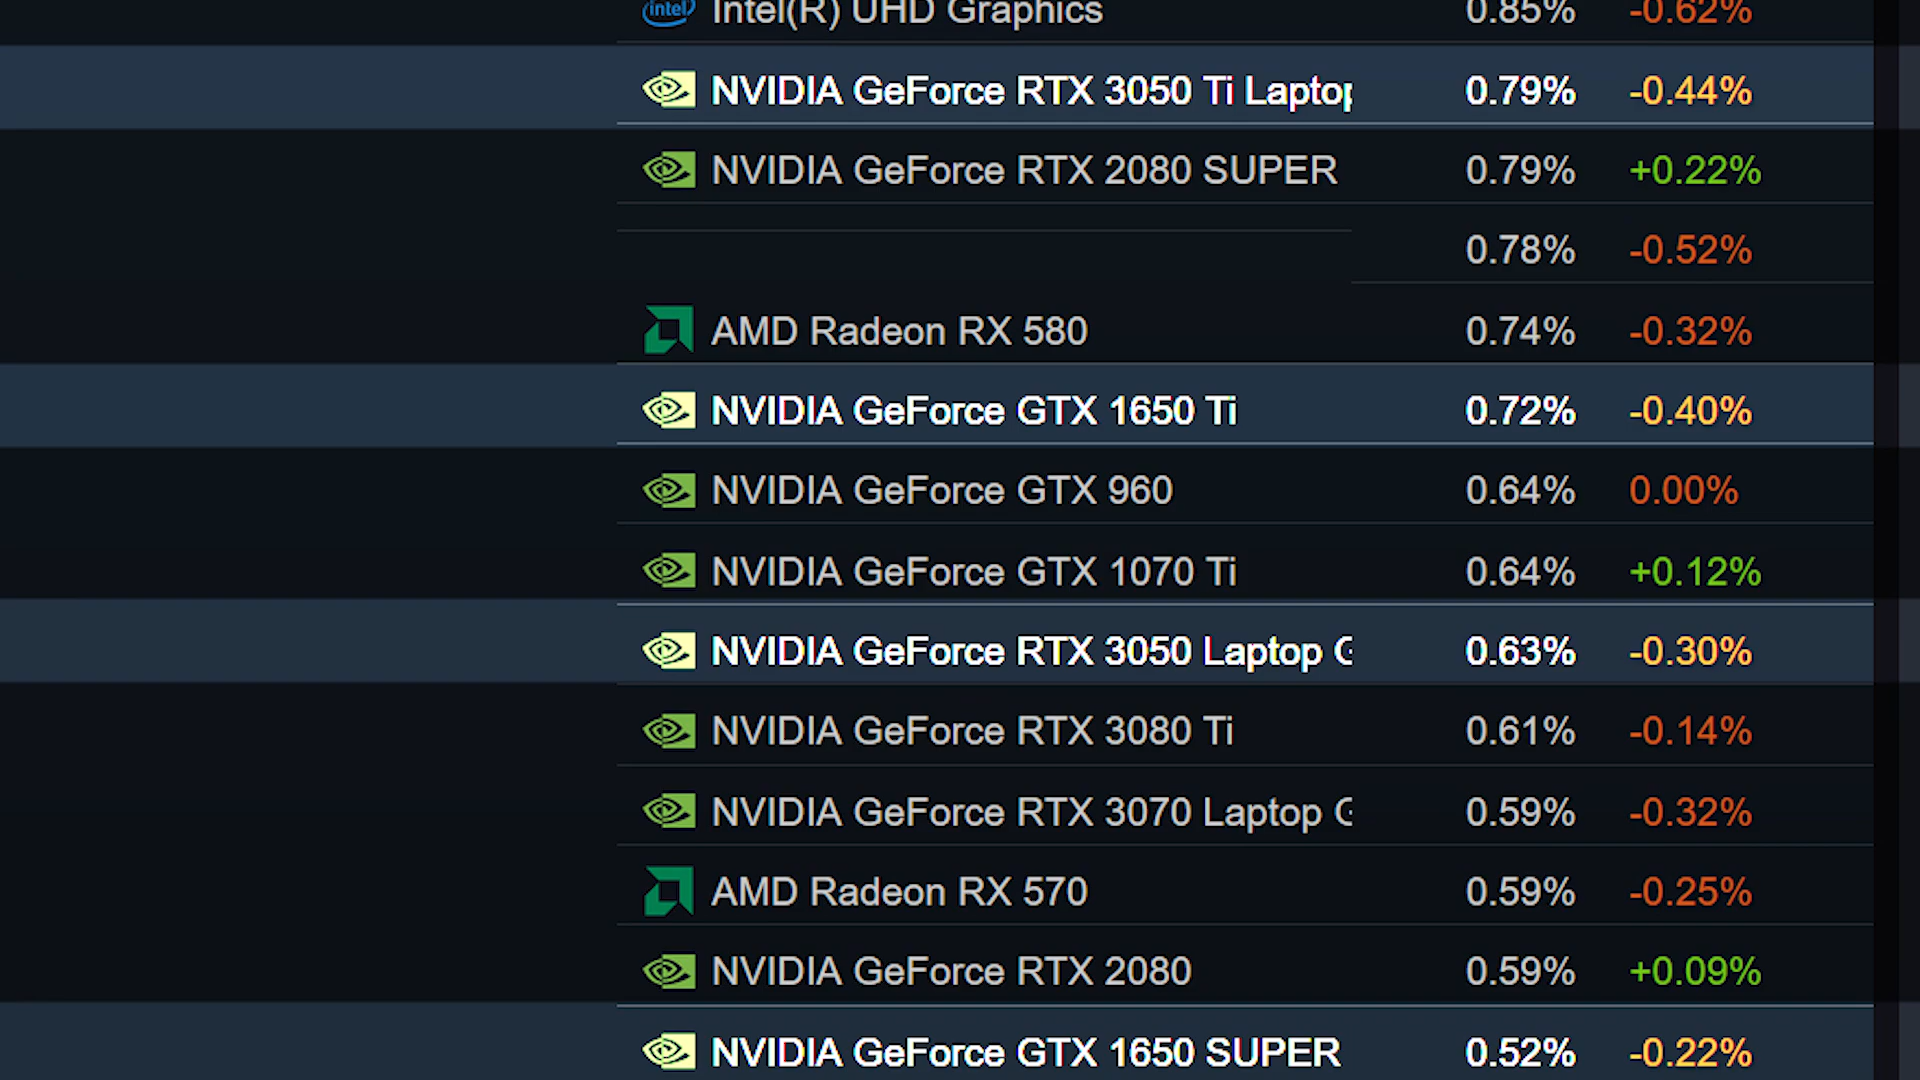 intel Intel(R) UHD Graphics 0.85% -0.62%
NVIDIA GeForce RTX 3050 Ti Laptop 0.79% -0.44%
NVIDIA GeForce RTX 2080 SUPER 0.79% +0.22%
0.78% -0.52%
AMD Radeon RX 580 0.74% -0.32%
NVIDIA GeForce GTX 1650 Ti 0.72% -0.40%
NVIDIA GeForce GTX 960 0.64% 0.00%
NVIDIA GeForce GTX 1070 Ti 0.64% +0.12%
NVIDIA GeForce RTX 3050 Laptop G 0.63% -0.30%
NVIDIA GeForce RTX 3080 Ti 0.61% -0.14%
NVIDIA GeForce RTX 3070 Laptop G 0.59% -0.32%
AMD Radeon RX 570 0.59% -0.25%
NVIDIA GeForce RTX 2080 0.59% +0.09%
NVIDIA GeForce GTX 1650 SUPER 0.52% -0.22%